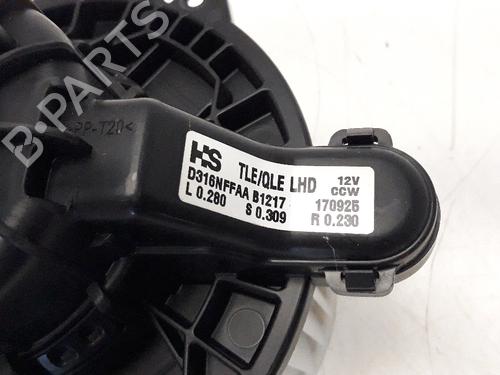 B-PARTS
>PP-T20<
HS TLE/QLE LHD 12V CCW
D316NFFAA B1217 170925
L 0.280 S 0.309 R 0.230